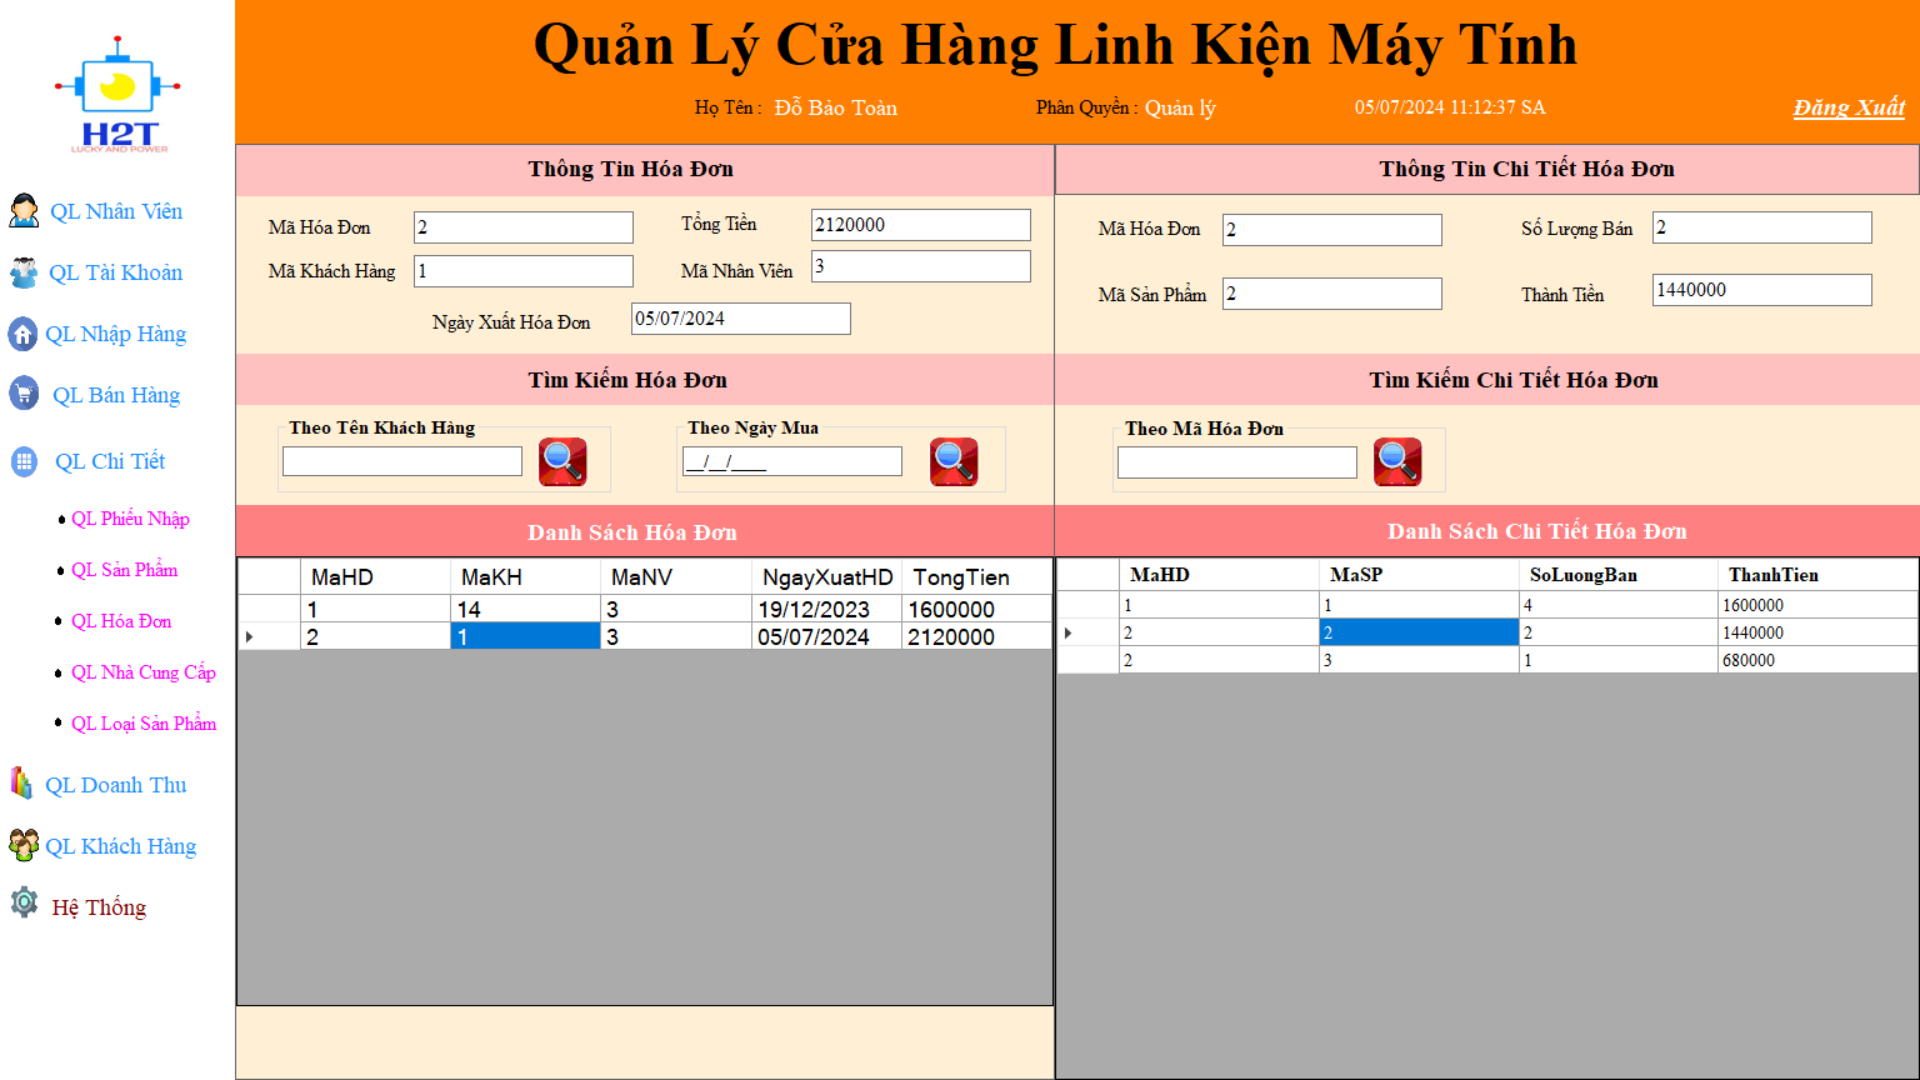 H2T
LUCKY AND POWER
QL Nhân Viên
QL Tài Khoản
QL Nhập Hàng
QL Bán Hàng
QL Chi Tiết
QL Phiếu Nhập
QL Sản Phẩm
QL Hóa Đơn
QL Nhà Cung Cấp
QL Loại Sản Phẩm
QL Doanh Thu
QL Khách Hàng
Hệ Thống
Quản Lý Cửa Hàng Linh Kiện Máy Tính
Họ Tên : Đỗ Bảo Toàn Phân Quyền : Quản lý 05/07/2024 11:12:37 SA Đăng Xuất
Thông Tin Hóa Đơn
Mã Hóa Đơn 2 Tổng Tiền 2120000
Mã Khách Hàng 1 Mã Nhân Viên 3
Ngày Xuất Hóa Đơn 05/07/2024
Tìm Kiếm Hóa Đơn
Theo Tên Khách Hàng Theo Ngày Mua
__/__/____
Danh Sách Hóa Đơn
MaHD MaKH MaNV NgayXuatHD TongTien
1 14 3 19/12/2023 1600000
2 1 3 05/07/2024 2120000
Thông Tin Chi Tiết Hóa Đơn
Mã Hóa Đơn 2 Số Lượng Bán 2
Mã Sản Phẩm 2 Thành Tiền 1440000
Tìm Kiếm Chi Tiết Hóa Đơn
Theo Mã Hóa Đơn
Danh Sách Chi Tiết Hóa Đơn
MaHD MaSP SoLuongBan ThanhTien
1 1 4 1600000
2 2 2 1440000
2 3 1 680000